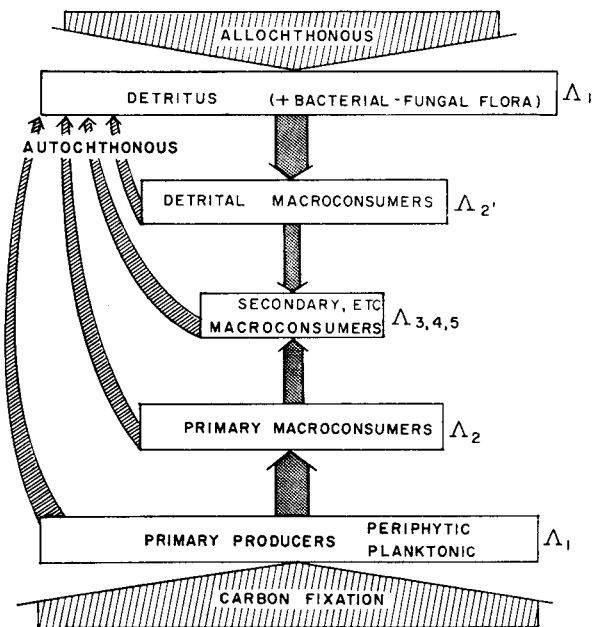 ALLOCHTHONOUS
DETRITUS (+ BACTERIAL-FUNGAL FLORA) Λ1'
AUTOCHTHONOUS
DETRITAL MACROCONSUMERS Λ2'
SECONDARY, ETC
MACROCONSUMERS Λ3,4,5
PRIMARY MACROCONSUMERS Λ2
PERIPHYTIC
PRIMARY PRODUCERS PLANKTONIC Λ1
CARBON FIXATION